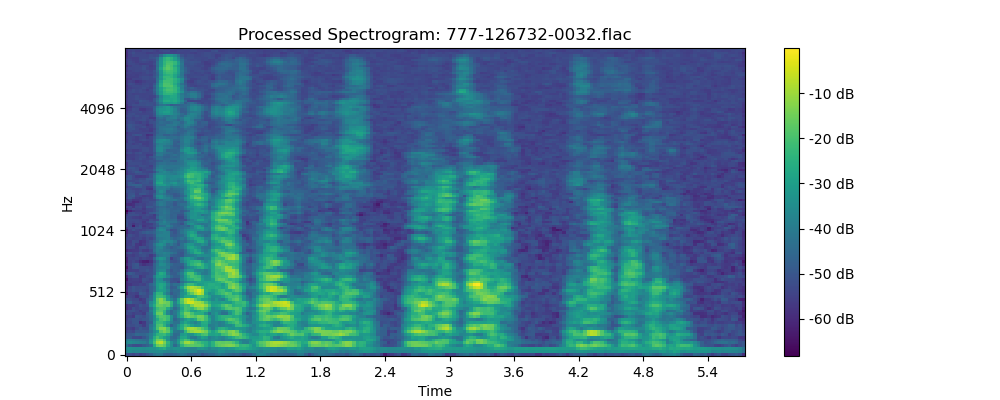 Processed Spectrogram: 777-126732-0032.flac
Hz
4096
2048
1024
512
0
0 0.6 1.2 1.8 2.4 3 3.6 4.2 4.8 5.4
Time
-10 dB
-20 dB
-30 dB
-40 dB
-50 dB
-60 dB